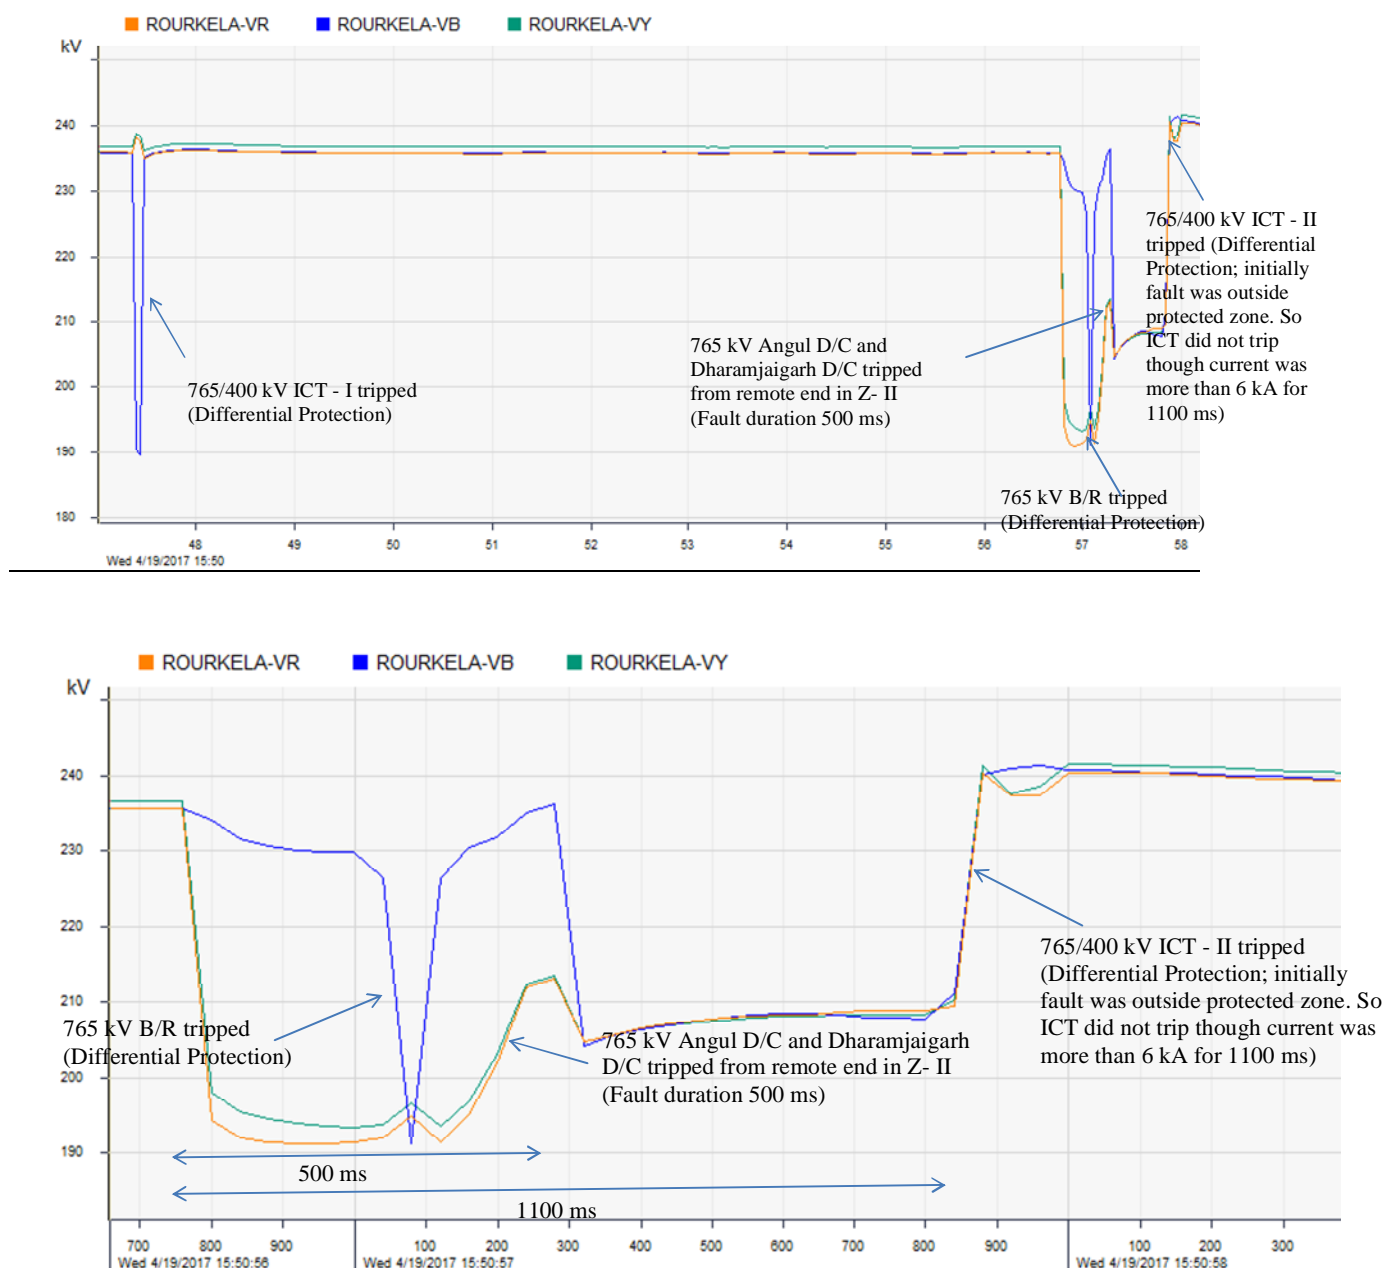 ROURKELA-VR ROURKELA-VB ROURKELA-VY
kV
240
230
220
210
200
190
180
765/400 kV ICT - I tripped
(Differential Protection)
765 kV Angul D/C and
Dharamjaigarh D/C tripped
from remote end in Z- II
(Fault duration 500 ms)
765/400 kV ICT - II
tripped (Differential
Protection; initially
fault was outside
protected zone. So
ICT did not trip
though current was
more than 6 kA for
1100 ms)
765 kV B/R tripped
(Differential Protection)
48 49 50 51 52 53 54 55 56 57 58
Wed 4/19/2017 15:50
ROURKELA-VR ROURKELA-VB ROURKELA-VY
kV
240
230
220
210
200
190
765 kV B/R tripped
(Differential Protection)
765 kV Angul D/C and Dharamjaigarh
D/C tripped from remote end in Z- II
(Fault duration 500 ms)
765/400 kV ICT - II tripped
(Differential Protection; initially
fault was outside protected zone. So
ICT did not trip though current was
more than 6 kA for 1100 ms)
500 ms
1100 ms
700 800 900 100 200 300 400 500 600 700 800 900 100 200 300
Wed 4/19/2017 15:50:56 Wed 4/19/2017 15:50:57 Wed 4/19/2017 15:50:58